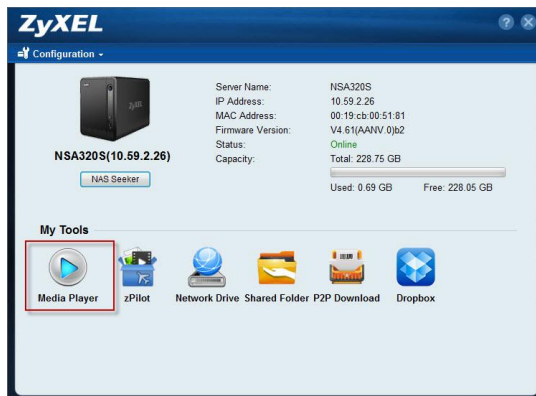 ZyXEL
Configuration
Server Name: NSA320S
IP Address: 10.59.2.26
MAC Address: 00:19:cb:00:51:81
Firmware Version: V4.61(AANV.0)b2
Status: Online
Capacity: Total: 228.75 GB
Used: 0.69 GB Free: 228.05 GB
ZyXEL
NSA320S(10.59.2.26)
NAS Seeker
My Tools
Media Player
zPilot
Network Drive
Shared Folder
P2P Download
Dropbox